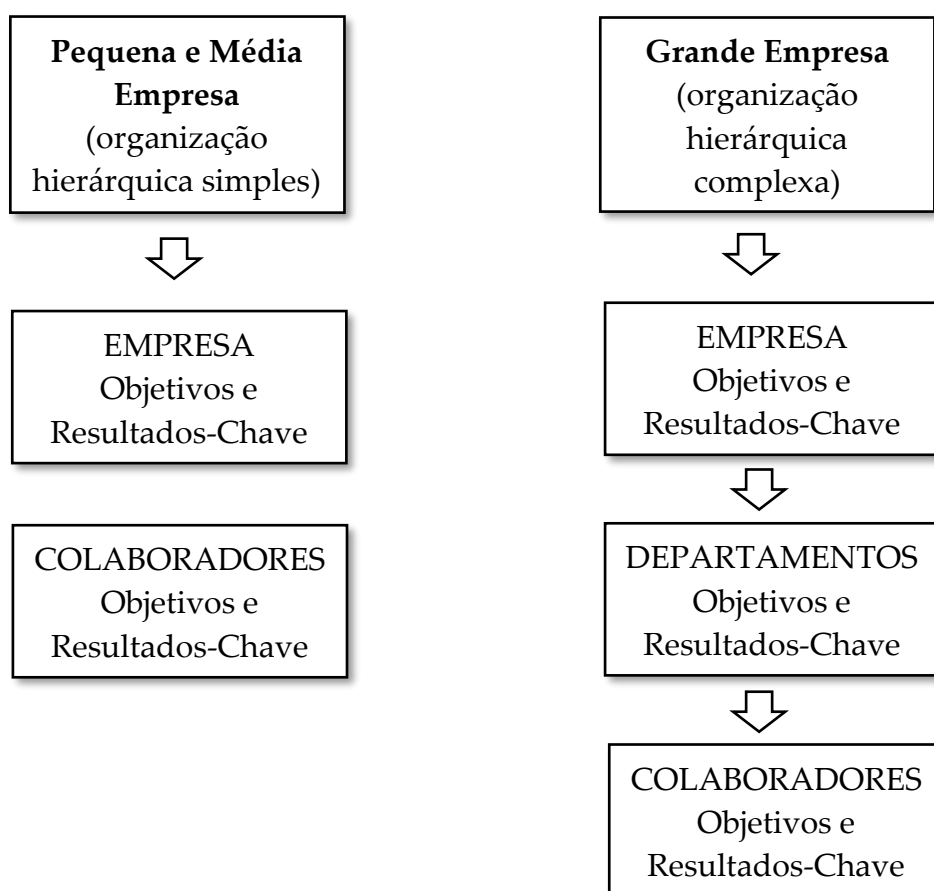 Pequena e Média
Empresa
(organização
hierárquica simples)
EMPRESA
Objetivos e
Resultados-Chave
COLABORADORES
Objetivos e
Resultados-Chave
Grande Empresa
(organização
hierárquica
complexa)
EMPRESA
Objetivos e
Resultados-Chave
DEPARTAMENTOS
Objetivos e
Resultados-Chave
COLABORADORES
Objetivos e
Resultados-Chave